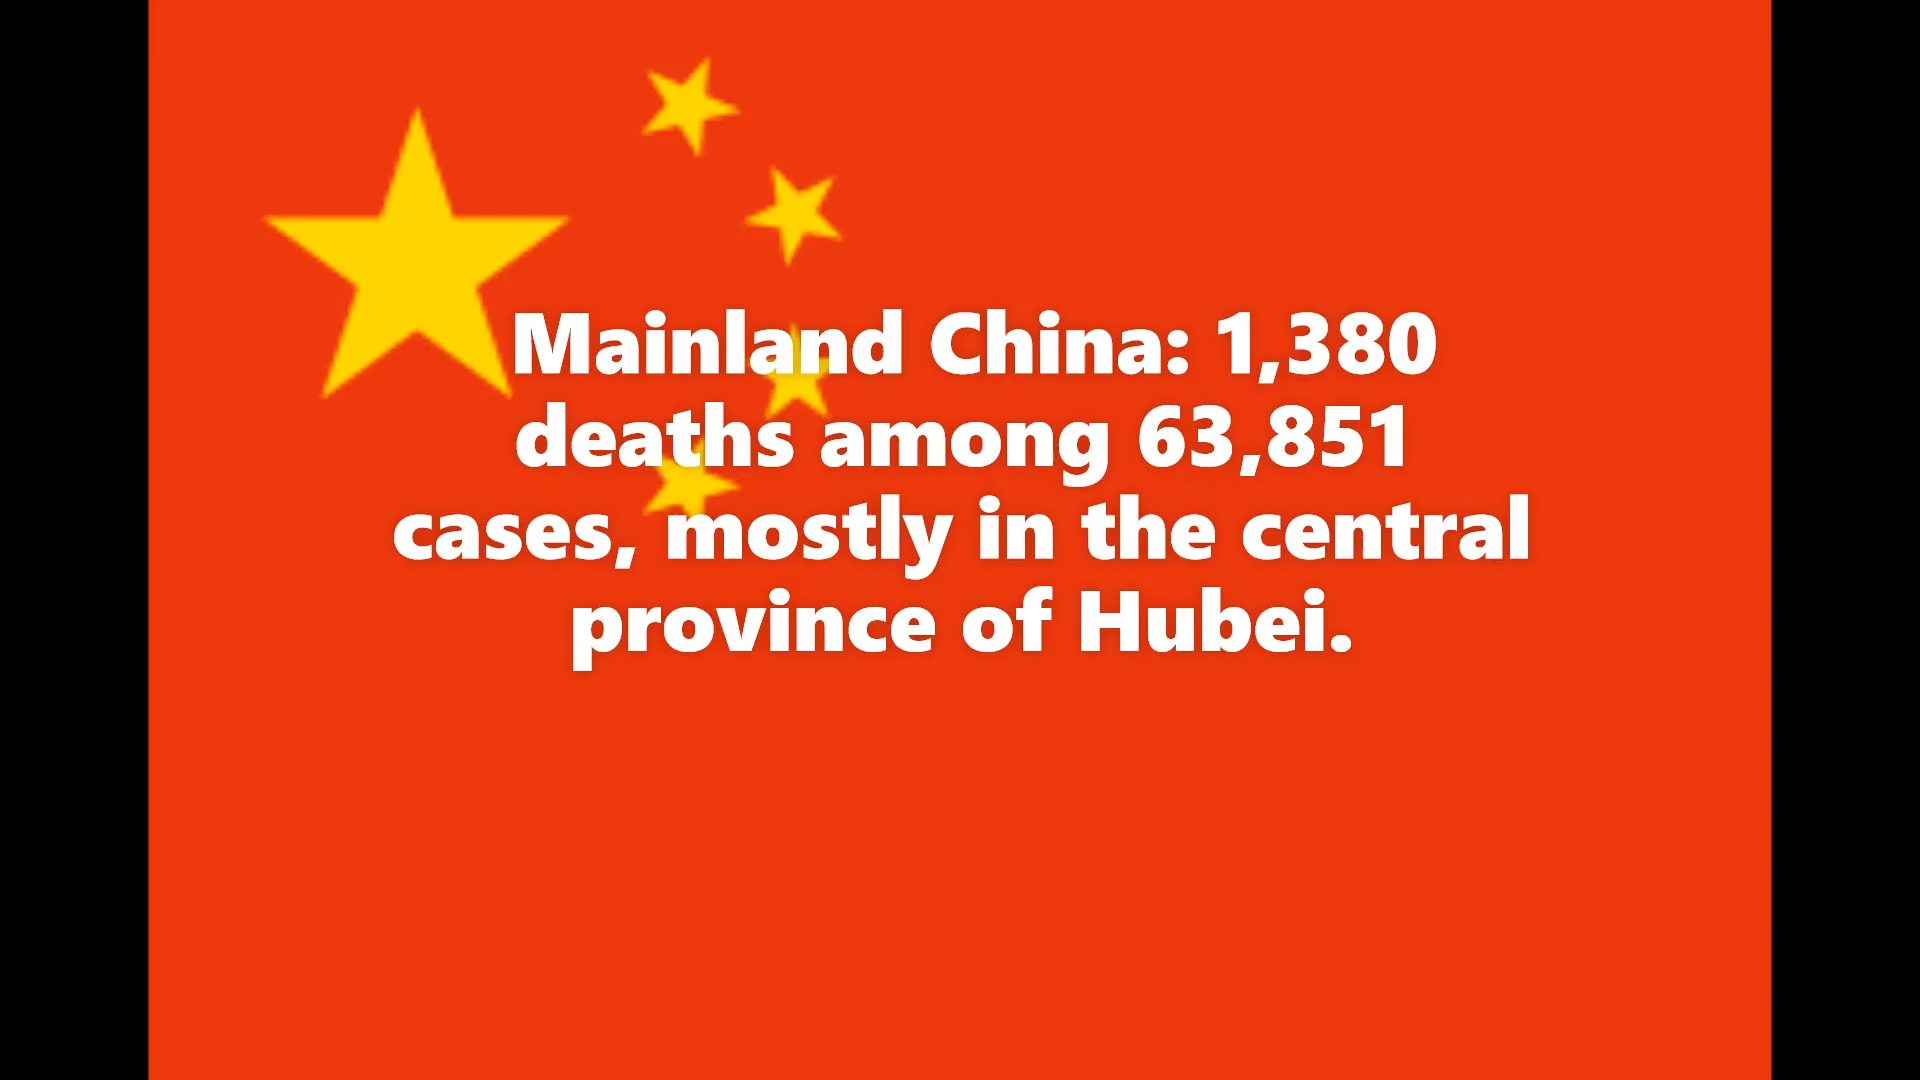 Mainland China: 1,380
deaths among 63,851
cases, mostly in the central
province of Hubei.